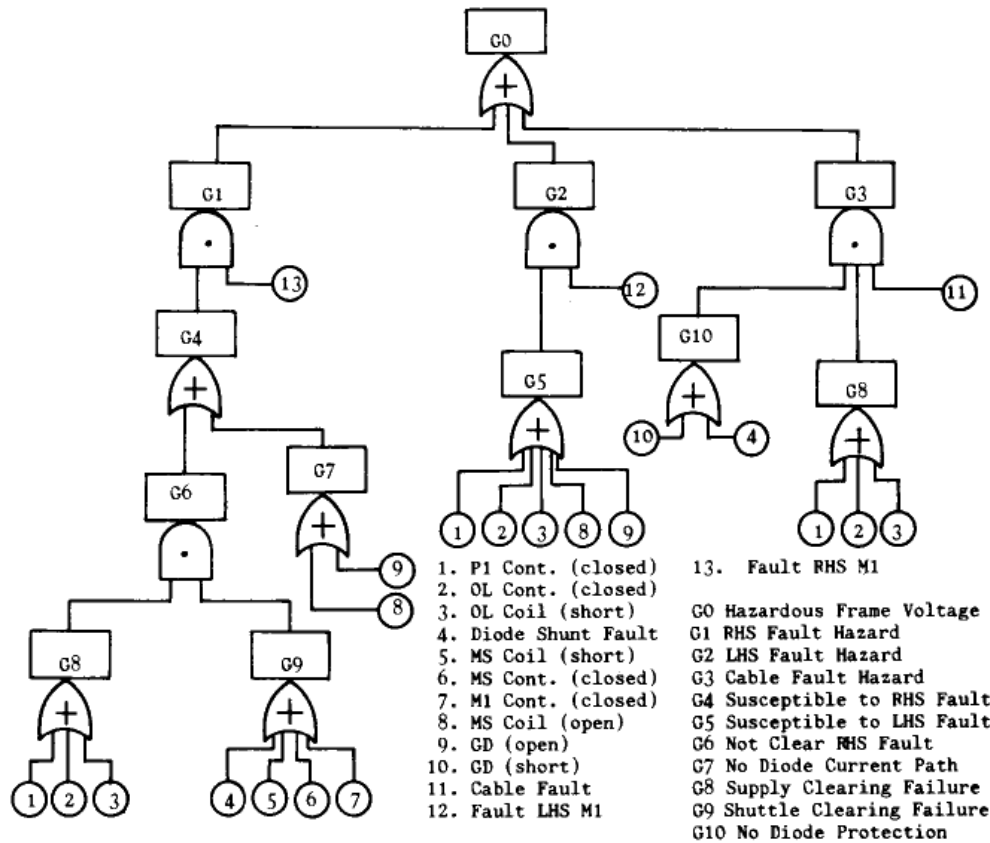 G0
+
G1
G2
G3
.
.
.
13
12
11
G4
G10
+
G5
G8
+
10
4
+
+
G6
G7
.
+
1
2
3
8
9
1
2
3
9
8
G8
G9
+
+
1
2
3
4
5
6
7
1. P1 Cont. (closed)
2. OL Cont. (closed)
3. OL Coil (short)
4. Diode Shunt Fault
5. MS Coil (short)
6. MS Cont. (closed)
7. M1 Cont. (closed)
8. MS Coil (open)
9. GD (open)
10. GD (short)
11. Cable Fault
12. Fault LHS M1
13. Fault RHS M1
G0 Hazardous Frame Voltage
G1 RHS Fault Hazard
G2 LHS Fault Hazard
G3 Cable Fault Hazard
G4 Susceptible to RHS Fault
G5 Susceptible to LHS Fault
G6 Not Clear RHS Fault
G7 No Diode Current Path
G8 Supply Clearing Failure
G9 Shuttle Clearing Failure
G10 No Diode Protection